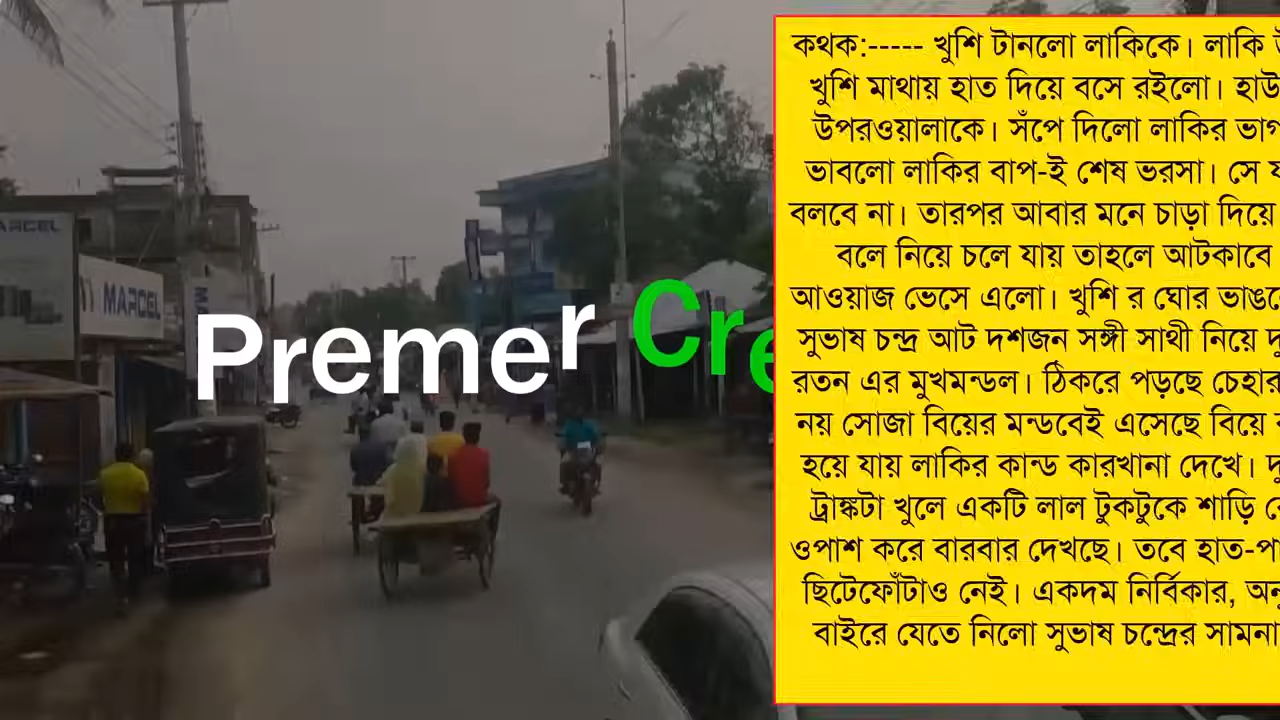 MARCEL
MARCEL
Premer Cre
কথক:----- খুশি টানলো লাকিকে। লাকি
খুশি মাথায় হাত দিয়ে বসে রইলো।
উপরওয়ালাকে। সঁপে দিলো লাকির
ভাবলো লাকির বাপ-ই শেষ ভরসা। সে
বলবে না। তারপর আবার মনে চাড়া দিয়ে
বলে নিয়ে চলে যায় তাহলে আটকাবে
আওয়াজ ভেসে এলো। খুশি র ঘোর
সুভাষ চন্দ্র আট দশজন সঙ্গী সাথী নিয়ে
রতন এর মুখমন্ডল। ঠিকরে পড়ছে
নয় সোজা বিয়ের মন্ডবেই এসেছে বিয়ে
হয়ে যায় লাকির কান্ড কারখানা দেখে।
ট্রাঙ্কটা খুলে একটি লাল টুকটুকে শাড়ি
ওপাশ করে বারবার দেখছে। তবে
ছিটেফোঁটাও নেই। একদম নির্বিকার,
বাইরে যেতে নিলো সুভাষ চন্দ্রের